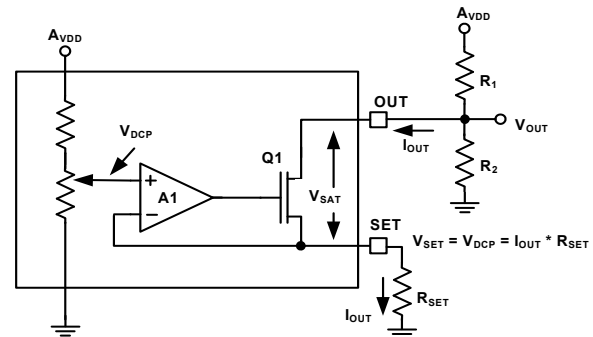 AVDD
AVDD
R1
OUT
VOUT
IOUT
R2
VDCP
Q1
A1
+
−
VSAT
SET
VSET = VDCP = IOUT * RSET
IOUT
RSET